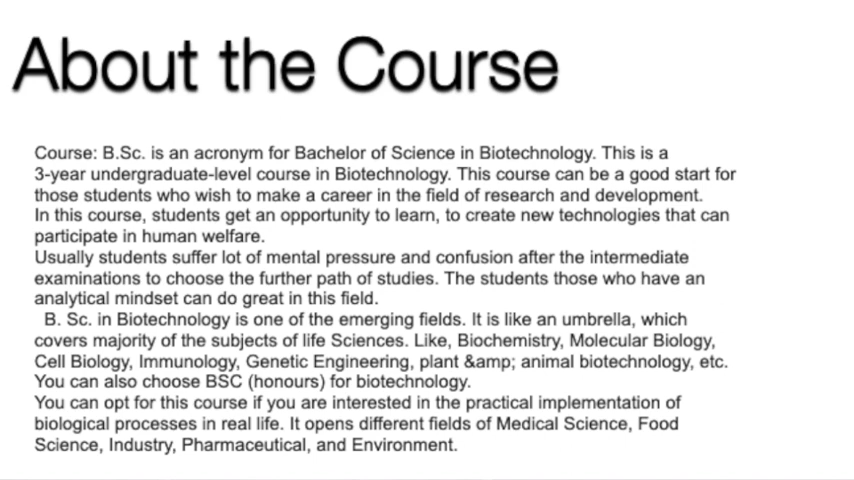 About the Course
Course: B.Sc. is an acronym for Bachelor of Science in Biotechnology. This is a
3-year undergraduate-level course in Biotechnology. This course can be a good start for
those students who wish to make a career in the field of research and development.
In this course, students get an opportunity to learn, to create new technologies that can
participate in human welfare.
Usually students suffer lot of mental pressure and confusion after the intermediate
examinations to choose the further path of studies. The students those who have an
analytical mindset can do great in this field.
B. Sc. in Biotechnology is one of the emerging fields. It is like an umbrella, which
covers majority of the subjects of life Sciences. Like, Biochemistry, Molecular Biology,
Cell Biology, Immunology, Genetic Engineering, plant &amp; animal biotechnology, etc.
You can also choose BSC (honours) for biotechnology.
You can opt for this course if you are interested in the practical implementation of
biological processes in real life. It opens different fields of Medical Science, Food
Science, Industry, Pharmaceutical, and Environment.